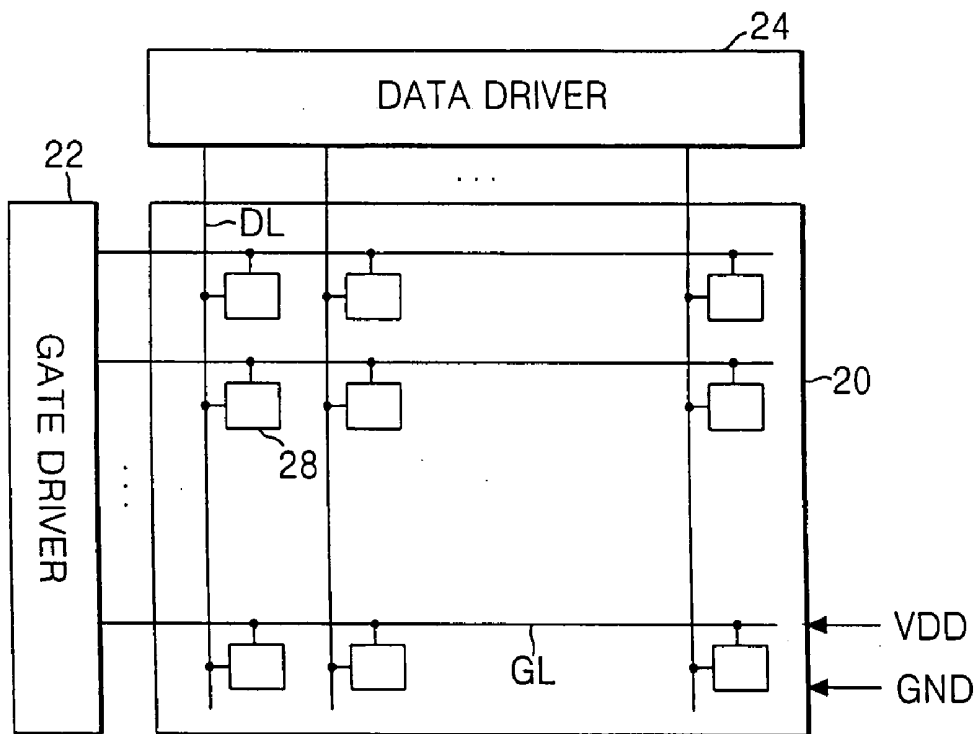 24
DATA DRIVER
22
...
DL
GATE DRIVER
20
28
...
VDD
GL
GND